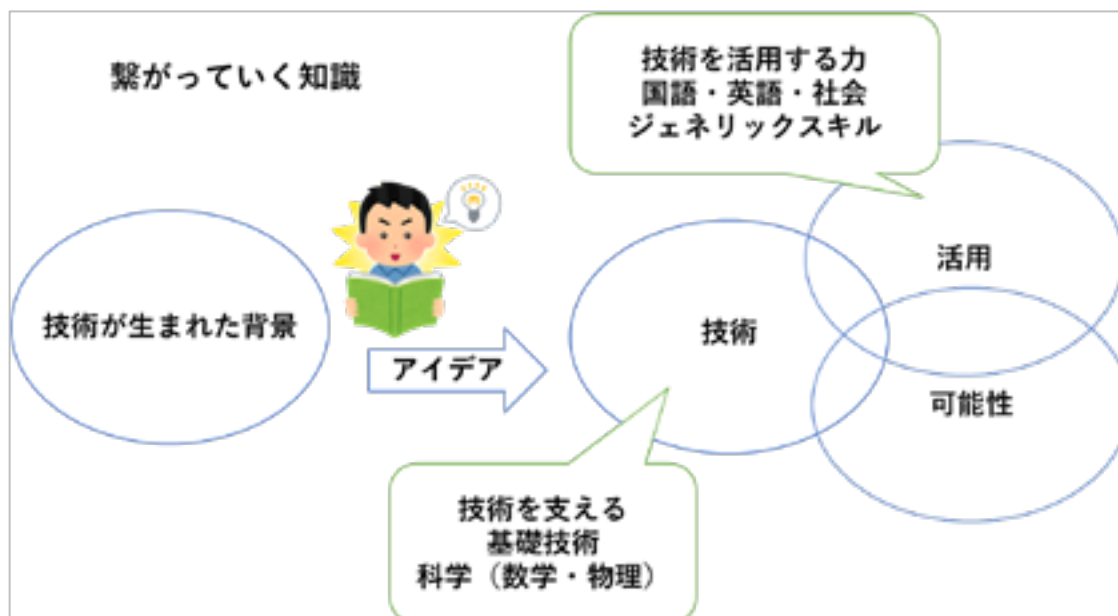 繋がっていく知識
技術を活用する力
国語・英語・社会
ジェネリックスキル
技術が生まれた背景
アイデア
技術
活用
可能性
技術を支える
基礎技術
科学（数学・物理）